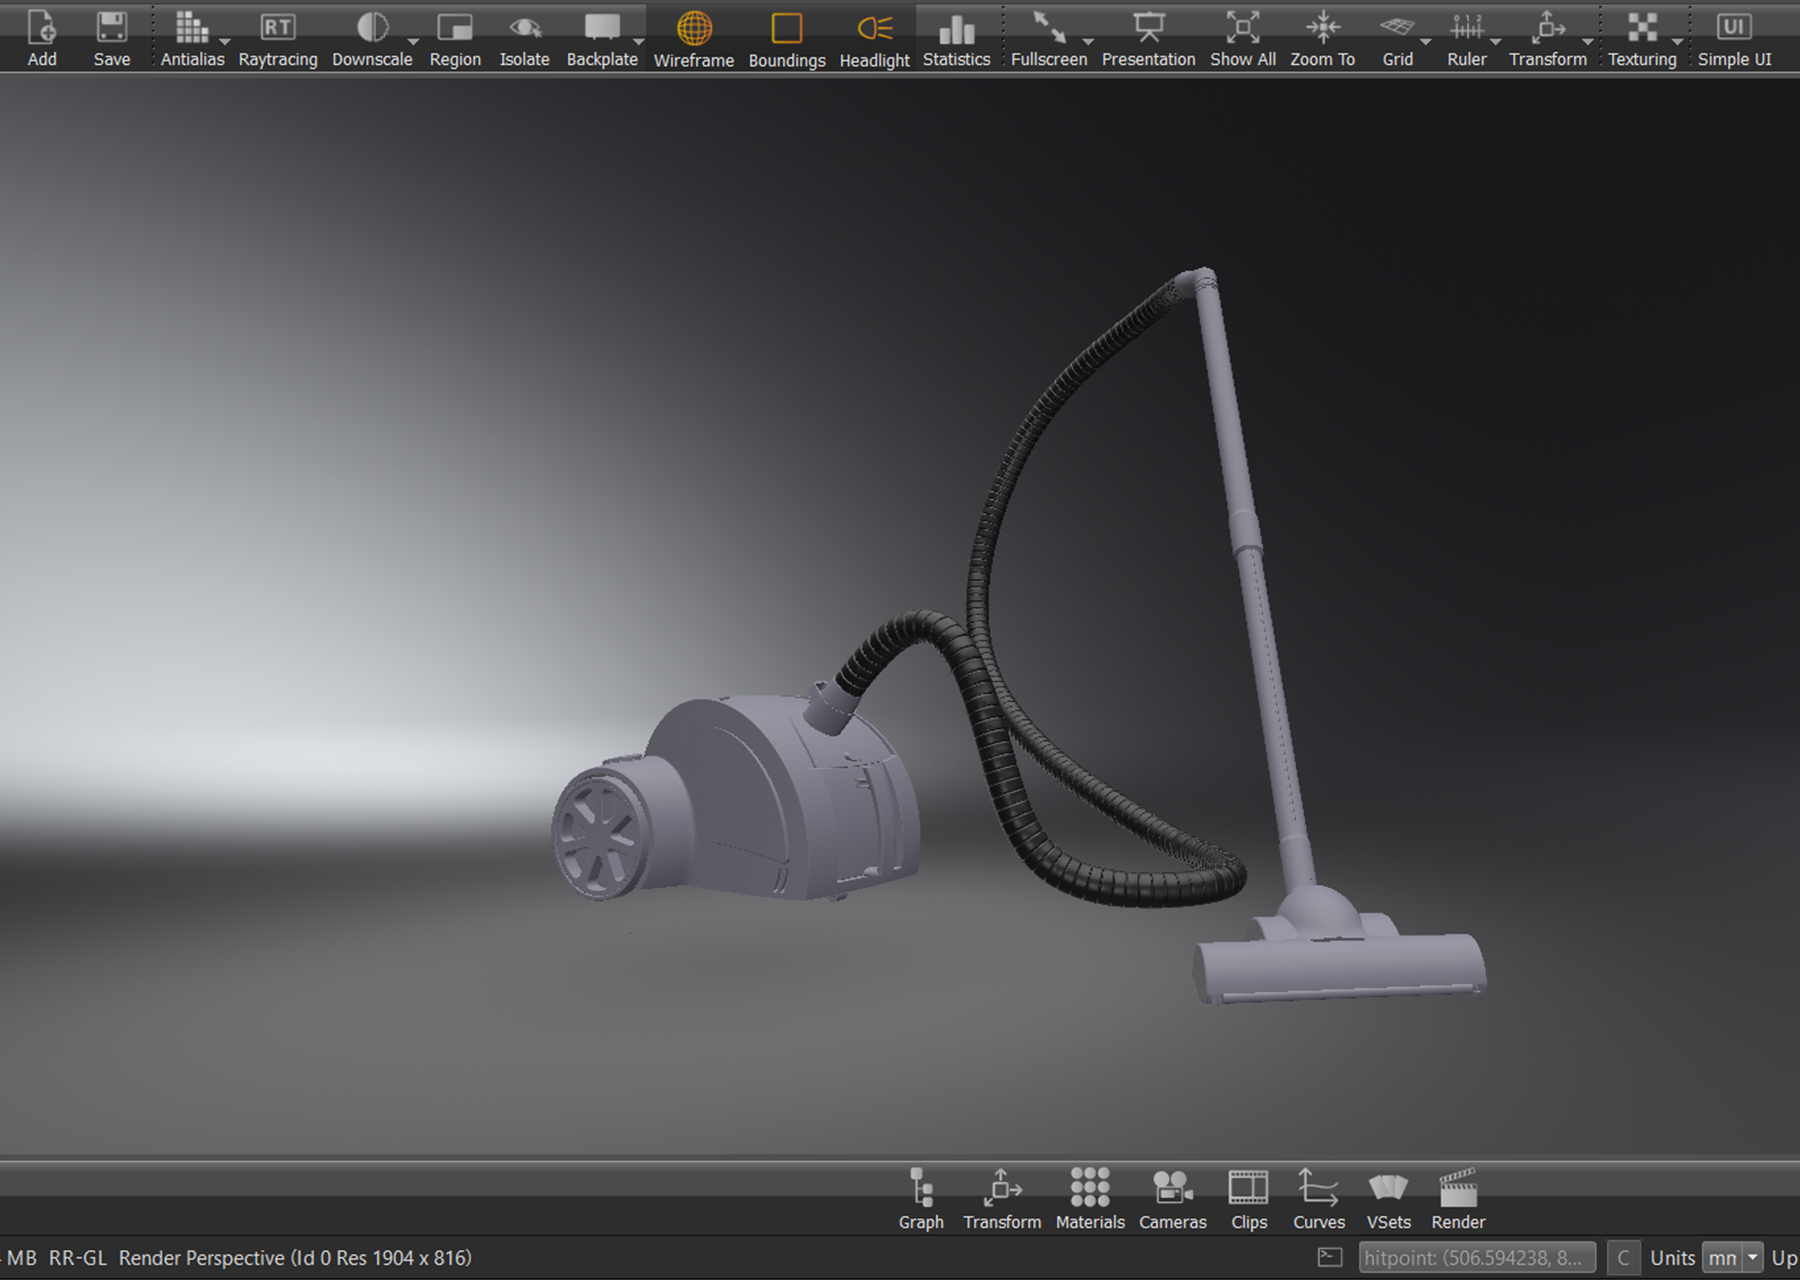 RT UI
Add Save Antialias Raytracing Downscale Region Isolate Backplate Wireframe Boundings Headlight Statistics Fullscreen Presentation Show All Zoom To Grid Ruler Transform Texturing Simple UI
Graph Transform Materials Cameras Clips Curves VSets Render
MB RR-GL Render Perspective (Id 0 Res 1904 x 816) hitpoint: (506.594238, 8... C Units mn Up